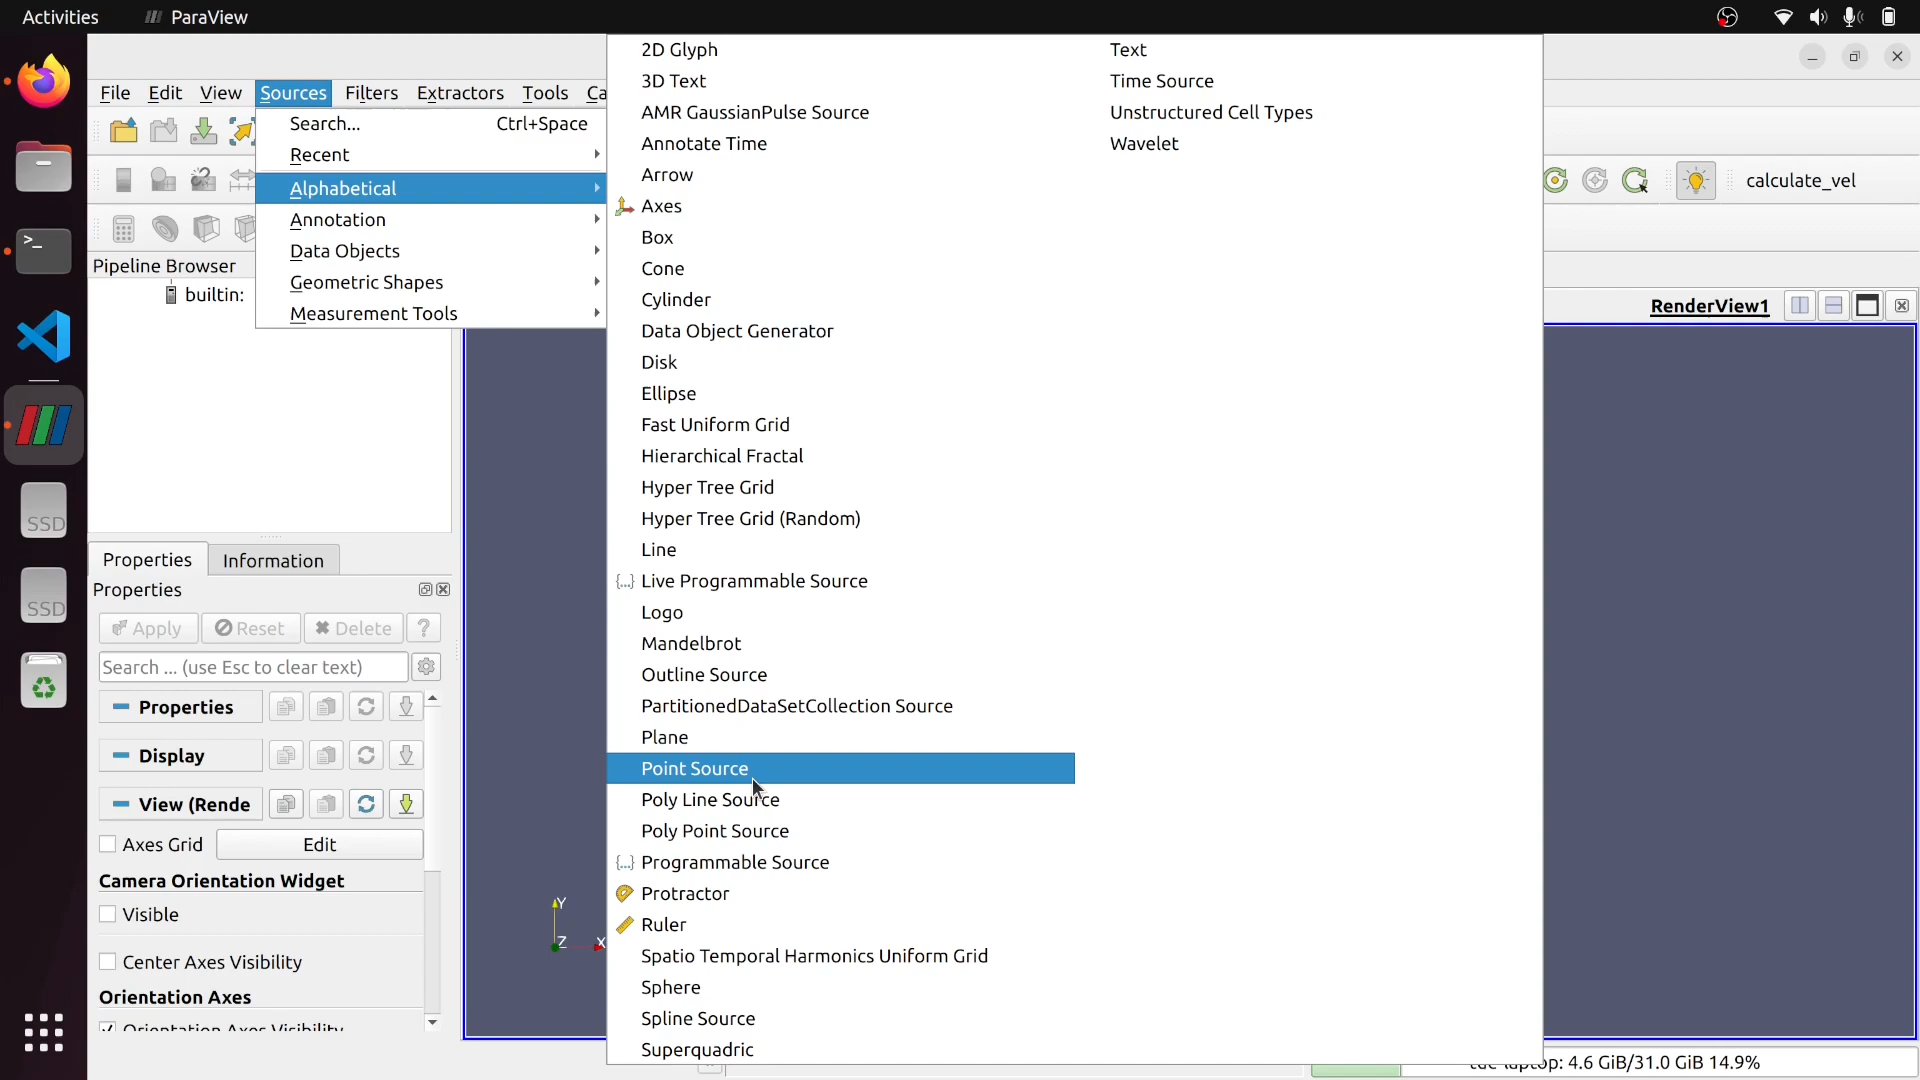 Activities ParaView
File Edit View Sources Filters Extractors Tools Ca
Search... Ctrl+Space
Recent
Alphabetical
Annotation
Data Objects
Geometric Shapes
Measurement Tools
2D Glyph
3D Text
AMR GaussianPulse Source
Annotate Time
Arrow
Axes
Box
Cone
Cylinder
Data Object Generator
Disk
Ellipse
Fast Uniform Grid
Hierarchical Fractal
Hyper Tree Grid
Hyper Tree Grid (Random)
Line
Live Programmable Source
Logo
Mandelbrot
Outline Source
PartitionedDataSetCollection Source
Plane
Point Source
Poly Line Source
Poly Point Source
Programmable Source
Protractor
Ruler
Spatio Temporal Harmonics Uniform Grid
Sphere
Spline Source
Superquadric
Text
Time Source
Unstructured Cell Types
Wavelet
calculate_vel
RenderView1
Pipeline Browser
builtin:
Properties Information
Properties
Apply Reset Delete ?
Search ... (use Esc to clear text)
Properties
Display
View (Rende
Axes Grid Edit
Camera Orientation Widget
Visible
Center Axes Visibility
Orientation Axes
Orientation Axes Visibility
Y
Z X
SSD
SSD
4.6 GiB/31.0 GiB 14.9%